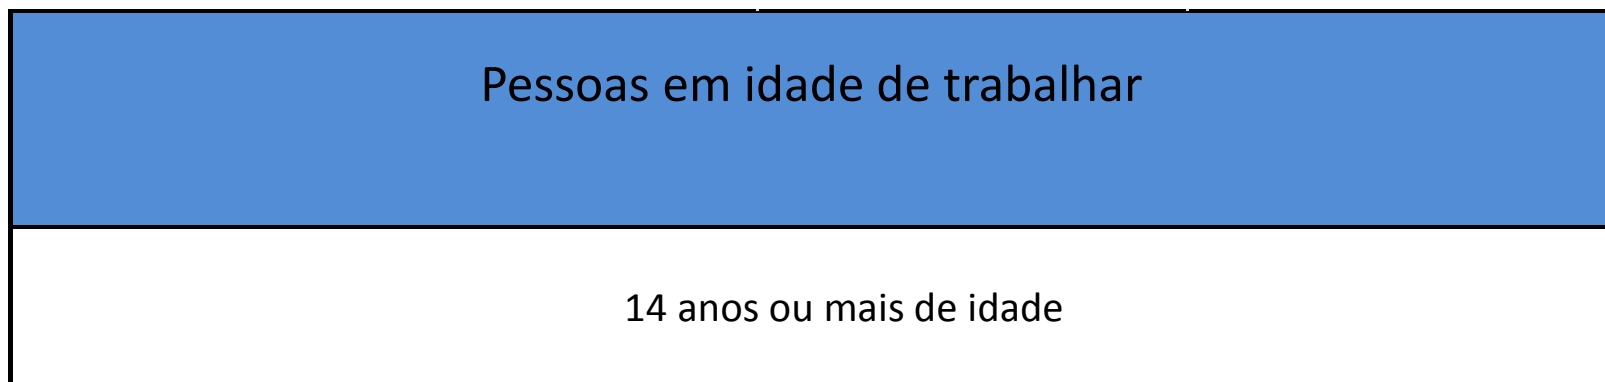 Pessoas em idade de trabalhar
14 anos ou mais de idade